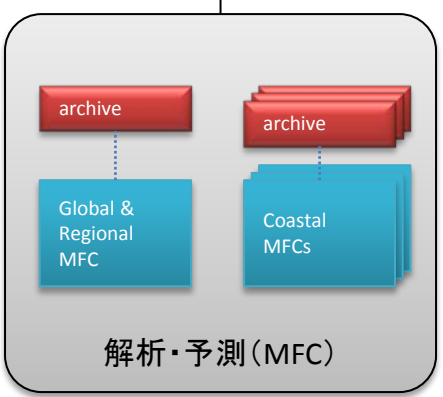 archive
Global &
Regional
MFC
archive
Coastal
MFCs
解析・予測(MFC)